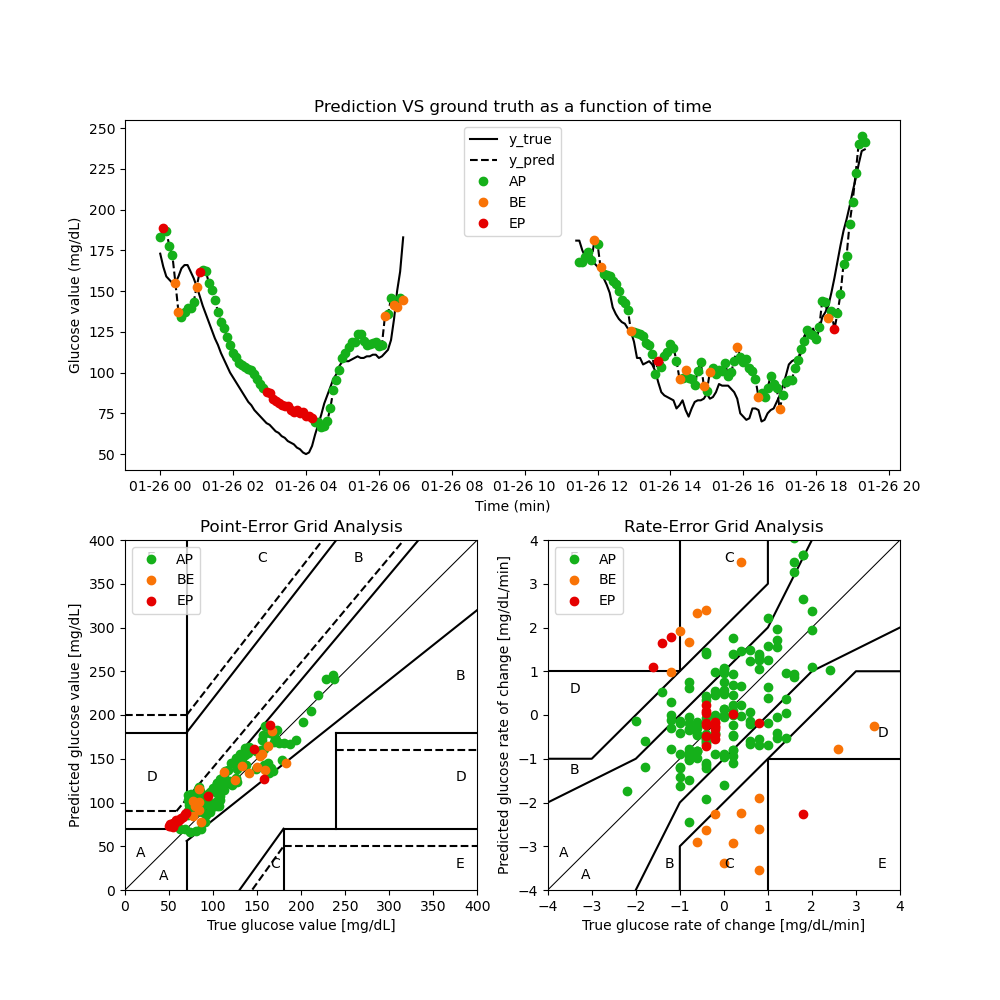 Prediction VS ground truth as a function of time
Glucose value (mg/dL)
250
225
200
175
150
125
100
75
50
y_true
y_pred
AP
BE
EP
01-26 00 01-26 02 01-26 04 01-26 06 01-26 08 01-26 10 01-26 12 01-26 14 01-26 16 01-26 18 01-26 20
Time (min)
Point-Error Grid Analysis
Predicted glucose value [mg/dL]
400
350
300
250
200
150
100
50
0
AP
BE
EP
C
B
B
D
D
A
A
C
E
0 50 100 150 200 250 300 350 400
True glucose value [mg/dL]
Rate-Error Grid Analysis
Predicted glucose rate of change [mg/dL/min]
4
3
2
1
0
−1
−2
−3
−4
AP
BE
EP
C
D
D
B
A
A
B
C
E
−4 −3 −2 −1 0 1 2 3 4
True glucose rate of change [mg/dL/min]